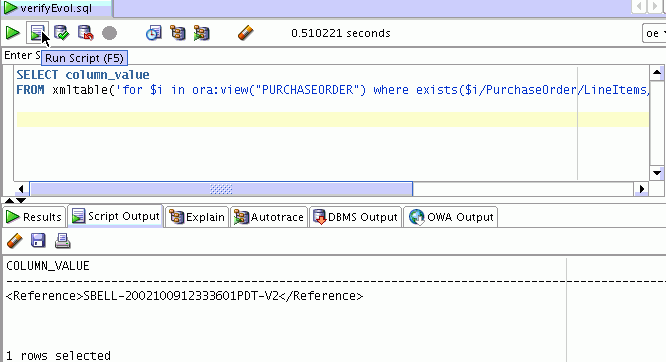 verifyEvol.sql
0.510221 seconds
oe
Enter S
Run Script (F5)
SELECT column_value
FROM xmltable('for $i in ora:view("PURCHASEORDER") where exists($i/PurchaseOrder/LineItems/
Results Script Output Explain Autotrace DBMS Output OWA Output
COLUMN_VALUE
--------------------------------------------------------------------------------
<Reference>SBELL-2002100912333601PDT-V2</Reference>
1 rows selected